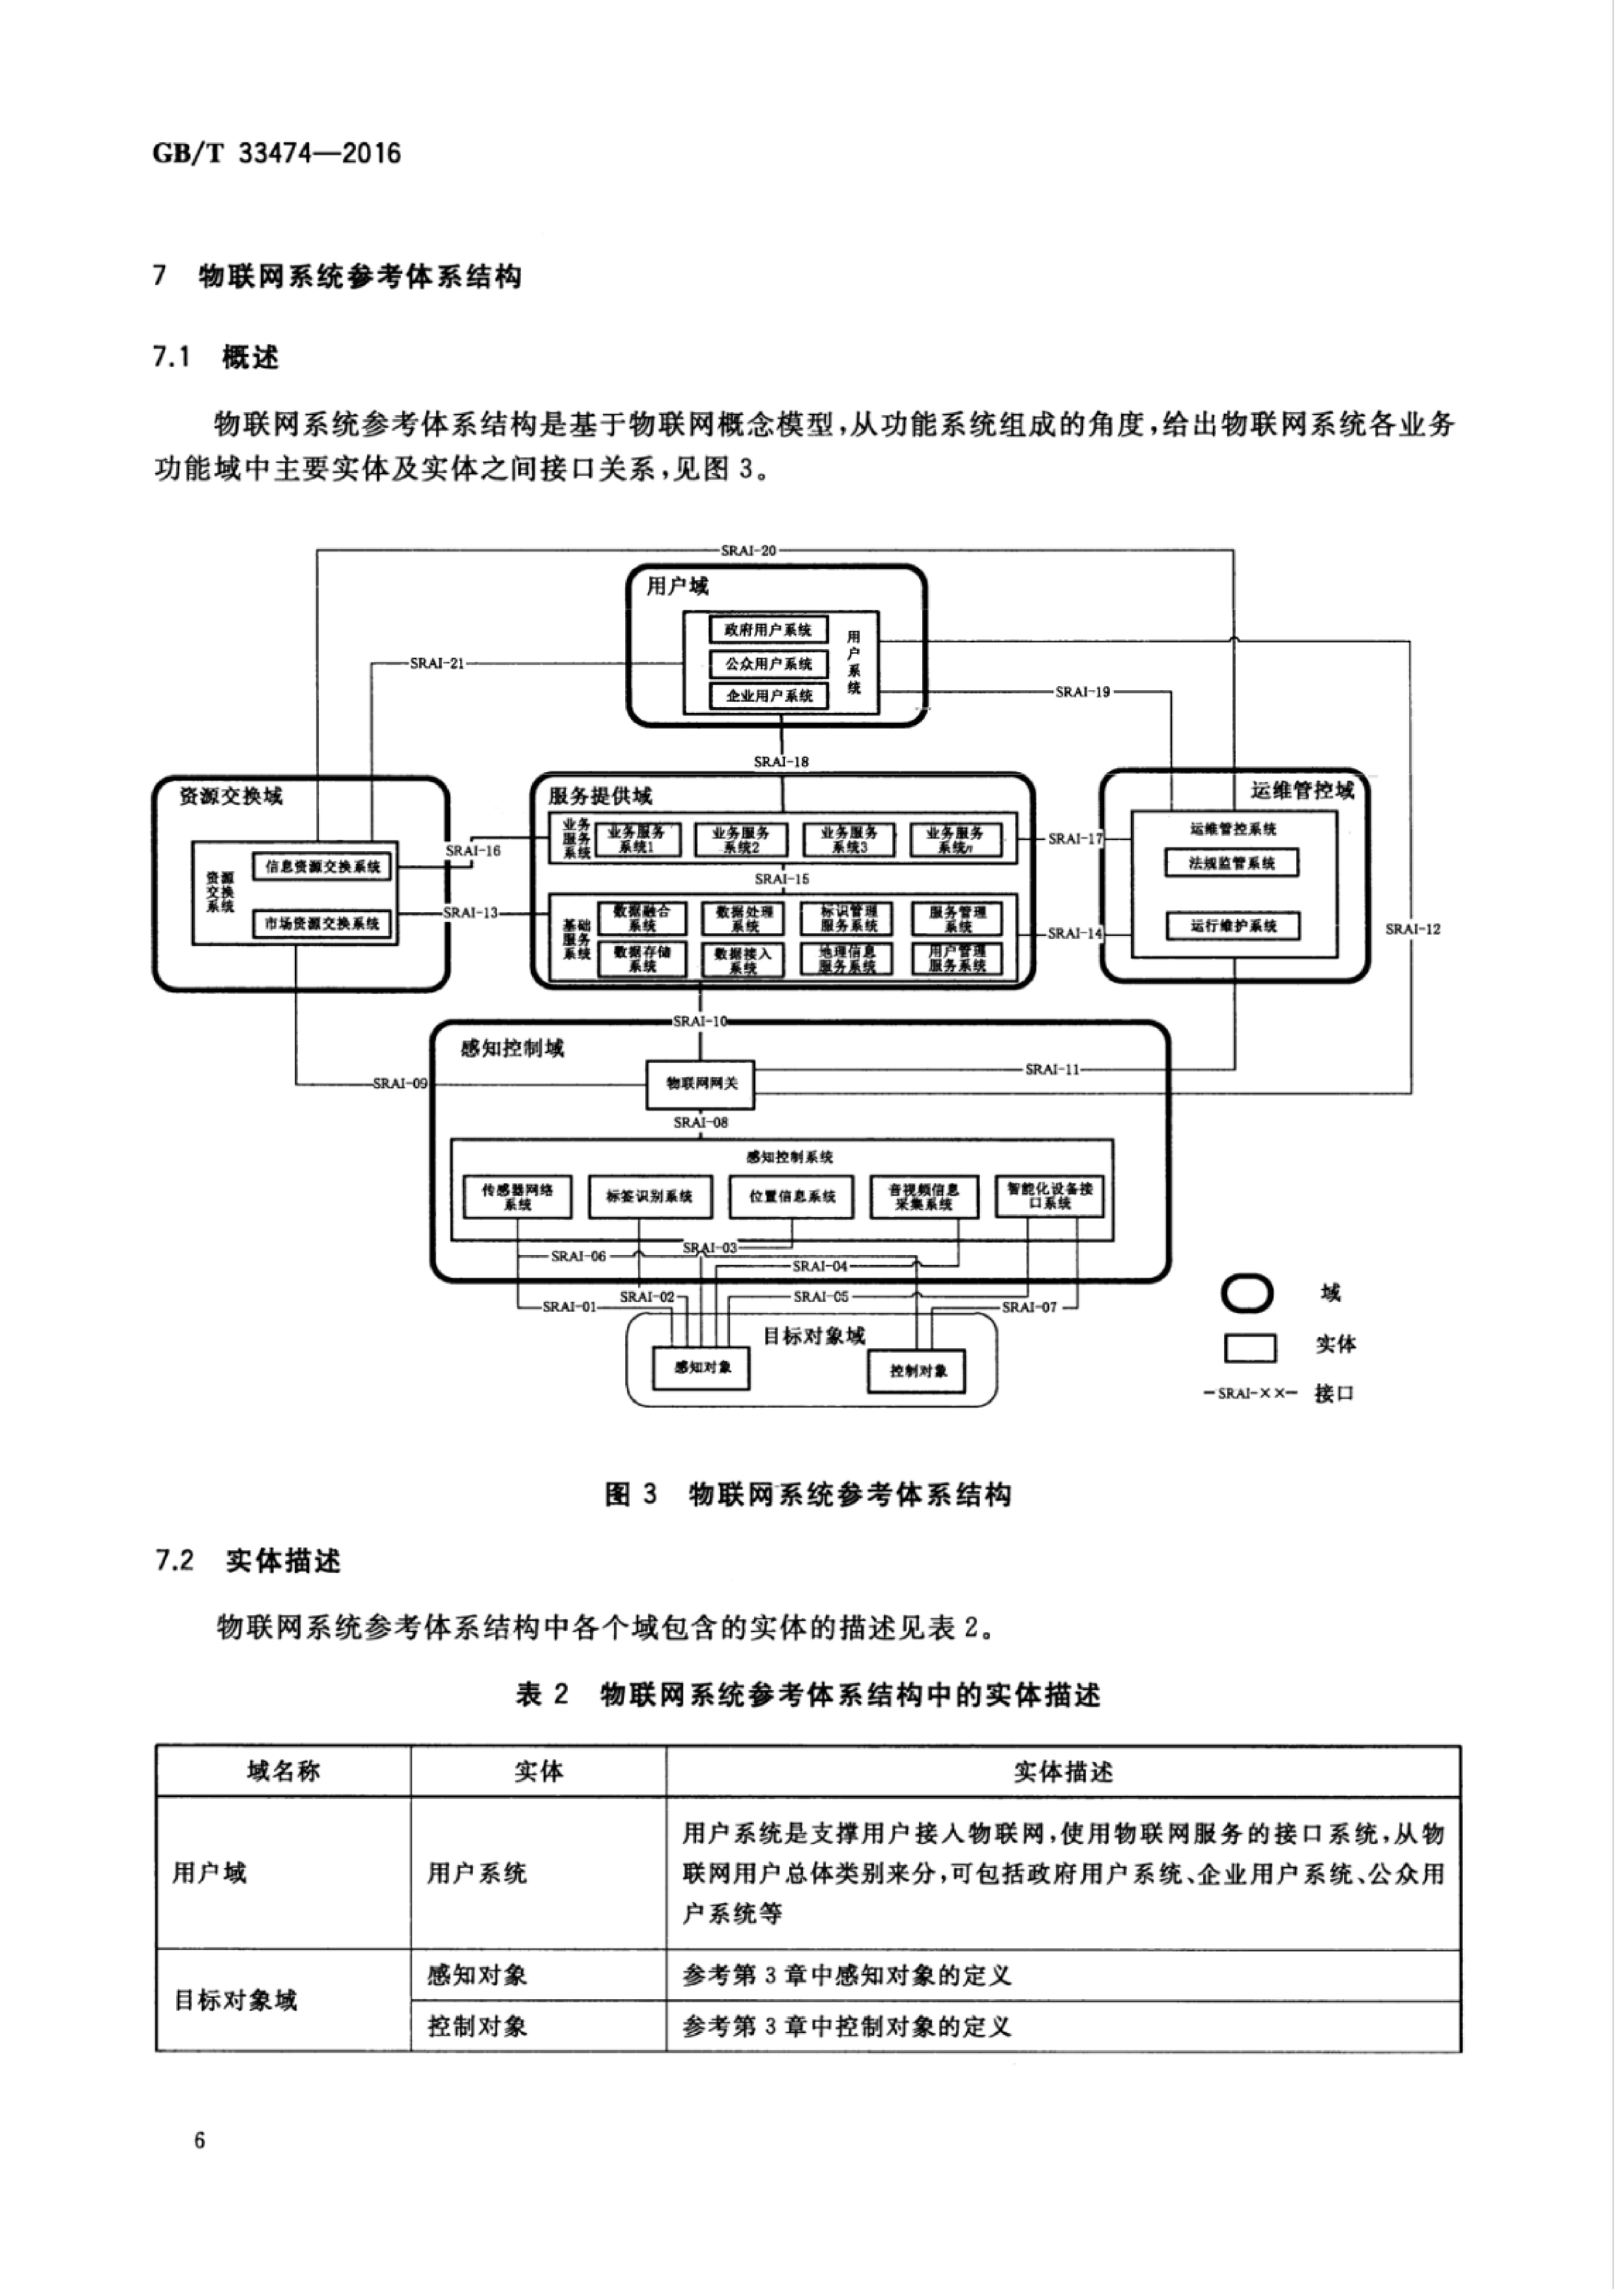 GB/T 33474—2016
7 物联网系统参考体系结构
7.1 概述
物联网系统参考体系结构是基于物联网概念模型,从功能系统组成的角度,给出物联网系统各业务
功能域中主要实体及实体之间接口关系,见图 3。
SRAI-20
用户域
政府用户系统
公众用户系统
企业用户系统
用户系统
SRAI-21
SRAI-19
SRAI-18
资源交换域
资源
交换
系统
信息资源交换系统
市场资源交换系统
SRAI-16
SRAI-13
服务提供域
业务
服务
系统
业务服务
系统1
业务服务
系统2
业务服务
系统3
业务服务
系统n
SRAI-15
基础
服务
系统
数据融合
系统
数据处理
系统
标识管理
服务系统
服务管理
系统
数据存储
系统
数据接入
系统
地理信息
服务系统
用户管理
服务系统
SRAI-17
SRAI-14
运维管控域
运维管控系统
法规监管系统
运行维护系统
SRAI-12
SRAI-10
感知控制域
物联网网关
SRAI-09
SRAI-11
SRAI-08
感知控制系统
传感器网络
系统
标签识别系统
位置信息系统
音视频信息
采集系统
智能化设备接
口系统
SRAI-03
SRAI-06
SRAI-04
SRAI-02
SRAI-05
SRAI-01
SRAI-07
目标对象域
感知对象
控制对象
域
实体
-SRAI-××- 接口
图 3 物联网系统参考体系结构
7.2 实体描述
物联网系统参考体系结构中各个域包含的实体的描述见表 2。
表 2 物联网系统参考体系结构中的实体描述
域名称 实体 实体描述
用户域 用户系统 用户系统是支撑用户接入物联网,使用物联网服务的接口系统,从物
联网用户总体类别来分,可包括政府用户系统、企业用户系统、公众用
户系统等
目标对象域
感知对象 参考第 3 章中感知对象的定义
控制对象 参考第 3 章中控制对象的定义
6